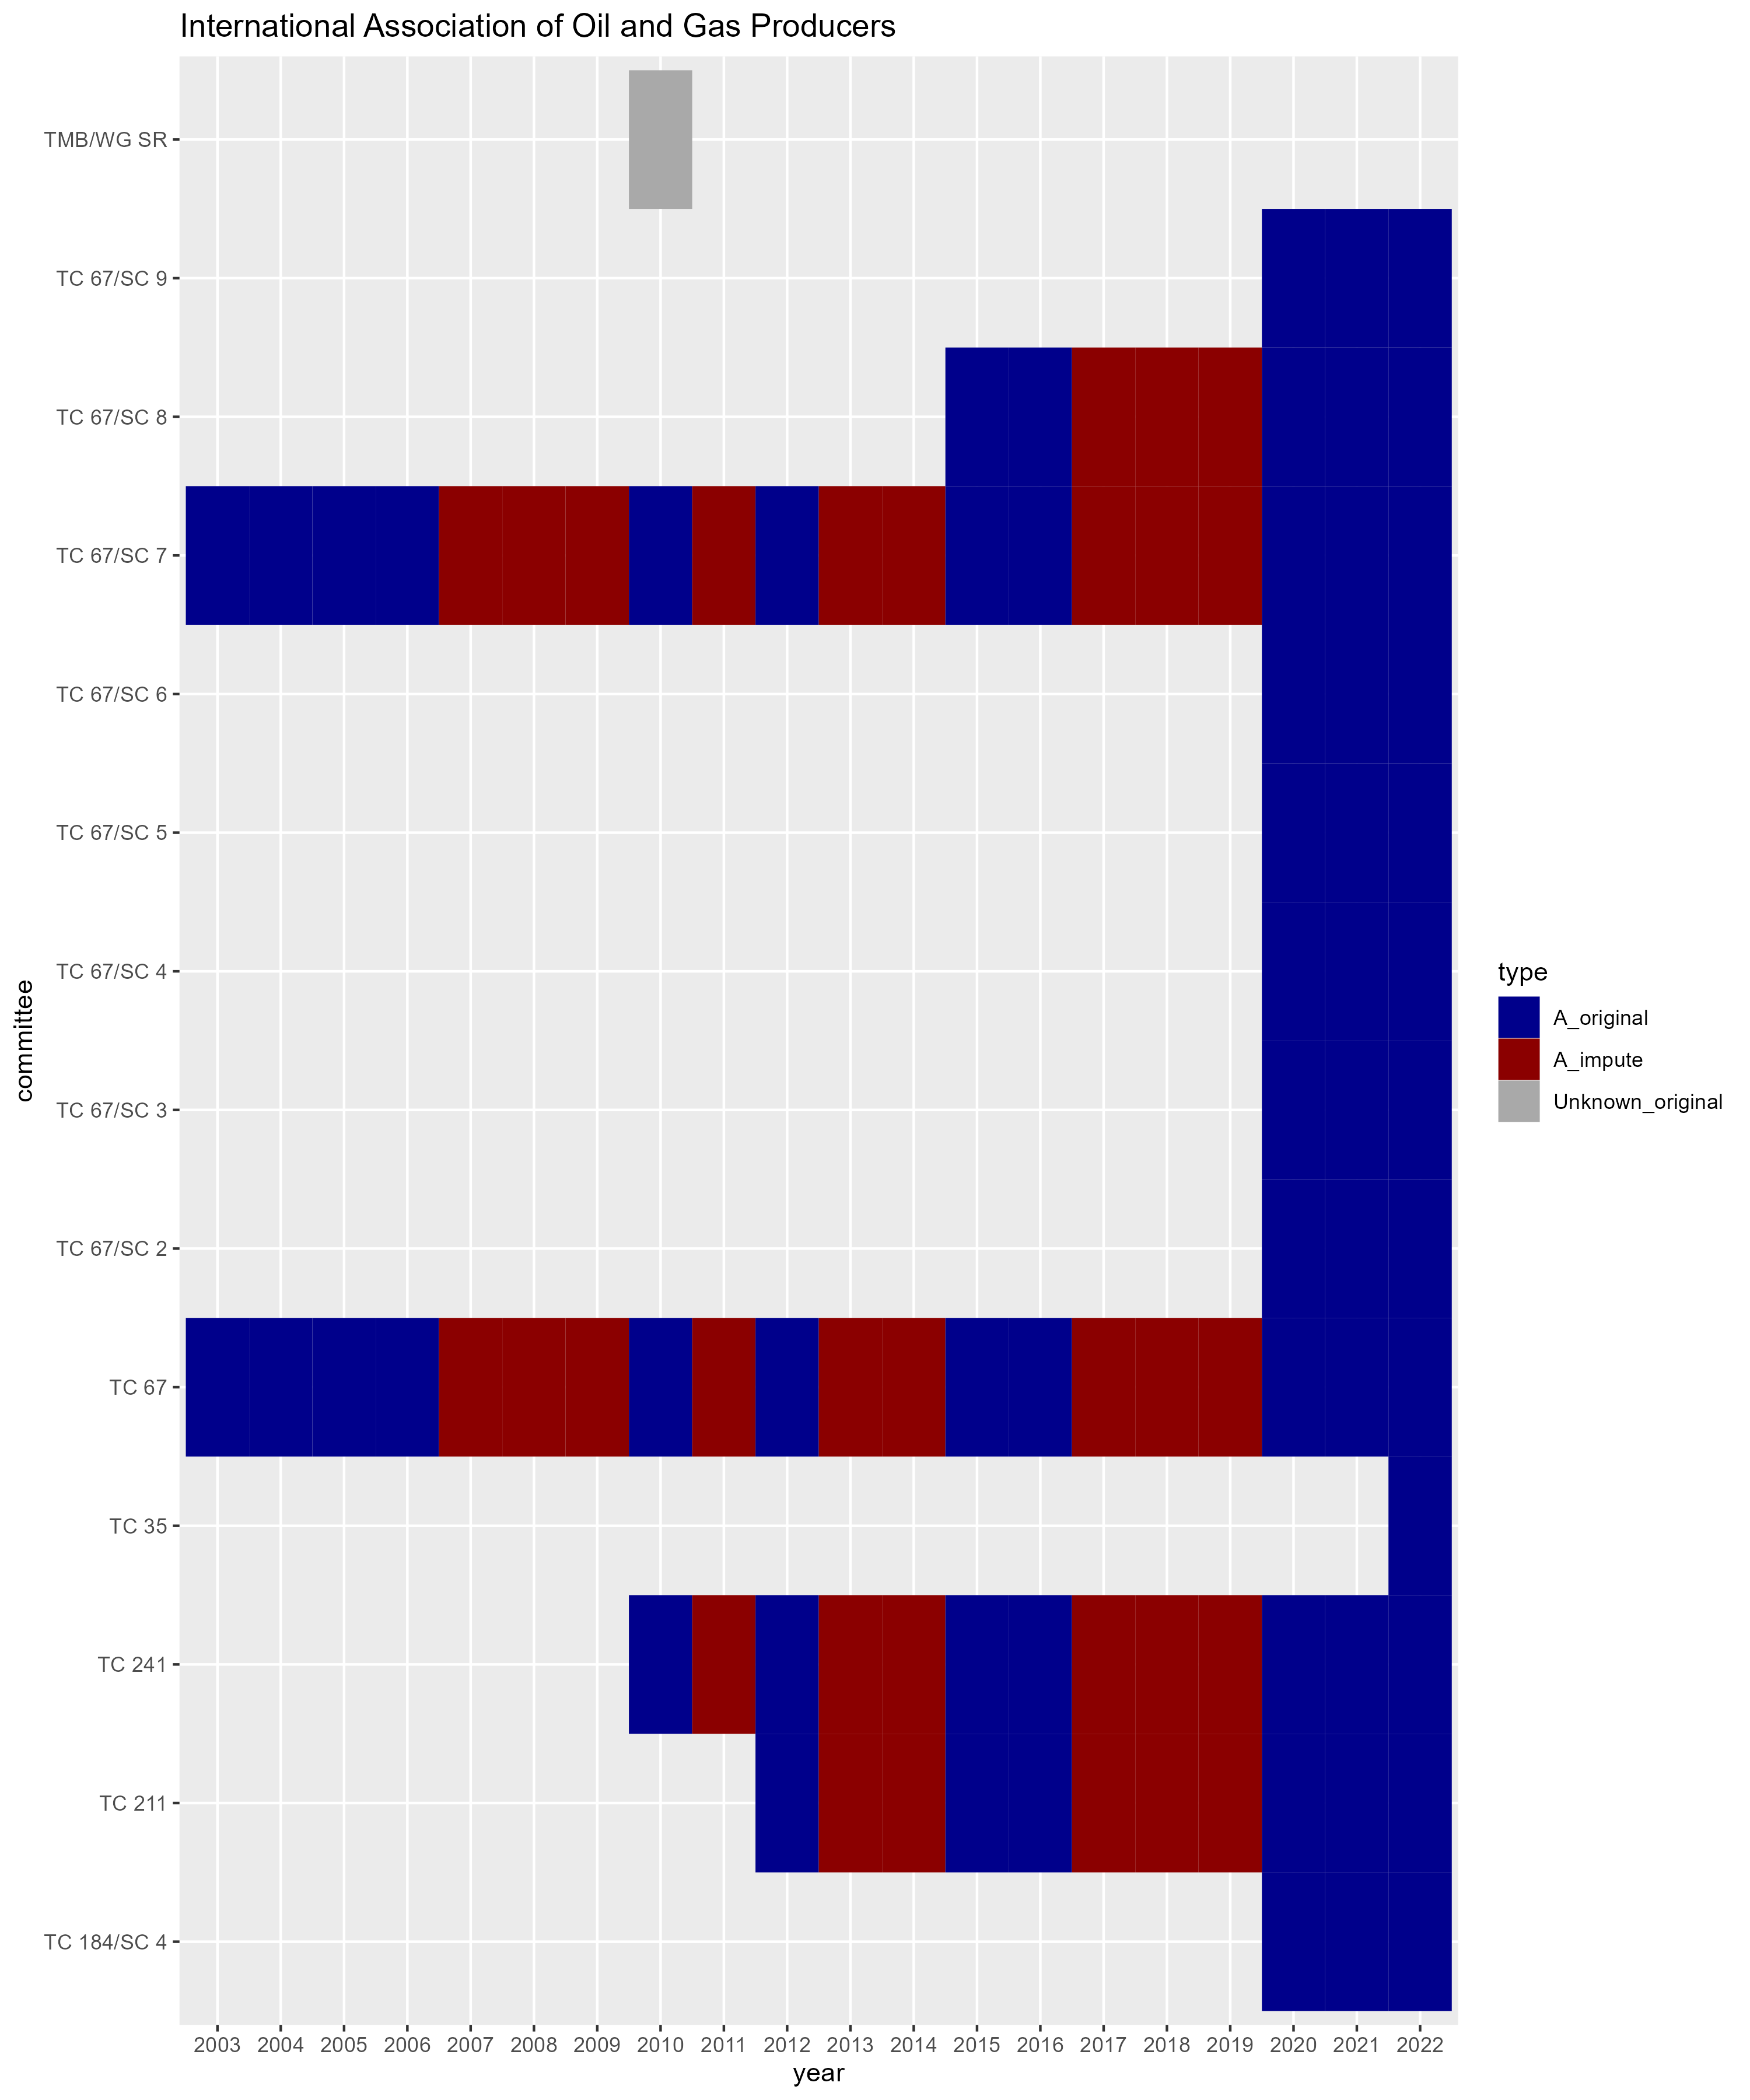 International Association of Oil and Gas Producers
TMB/WG SR
TC 67/SC 9
TC 67/SC 8
TC 67/SC 7
TC 67/SC 6
TC 67/SC 5
TC 67/SC 4
TC 67/SC 3
TC 67/SC 2
TC 67
TC 35
TC 241
TC 211
TC 184/SC 4
committee
2003 2004 2005 2006 2007 2008 2009 2010 2011 2012 2013 2014 2015 2016 2017 2018 2019 2020 2021 2022
year
type
A_original
A_impute
Unknown_original